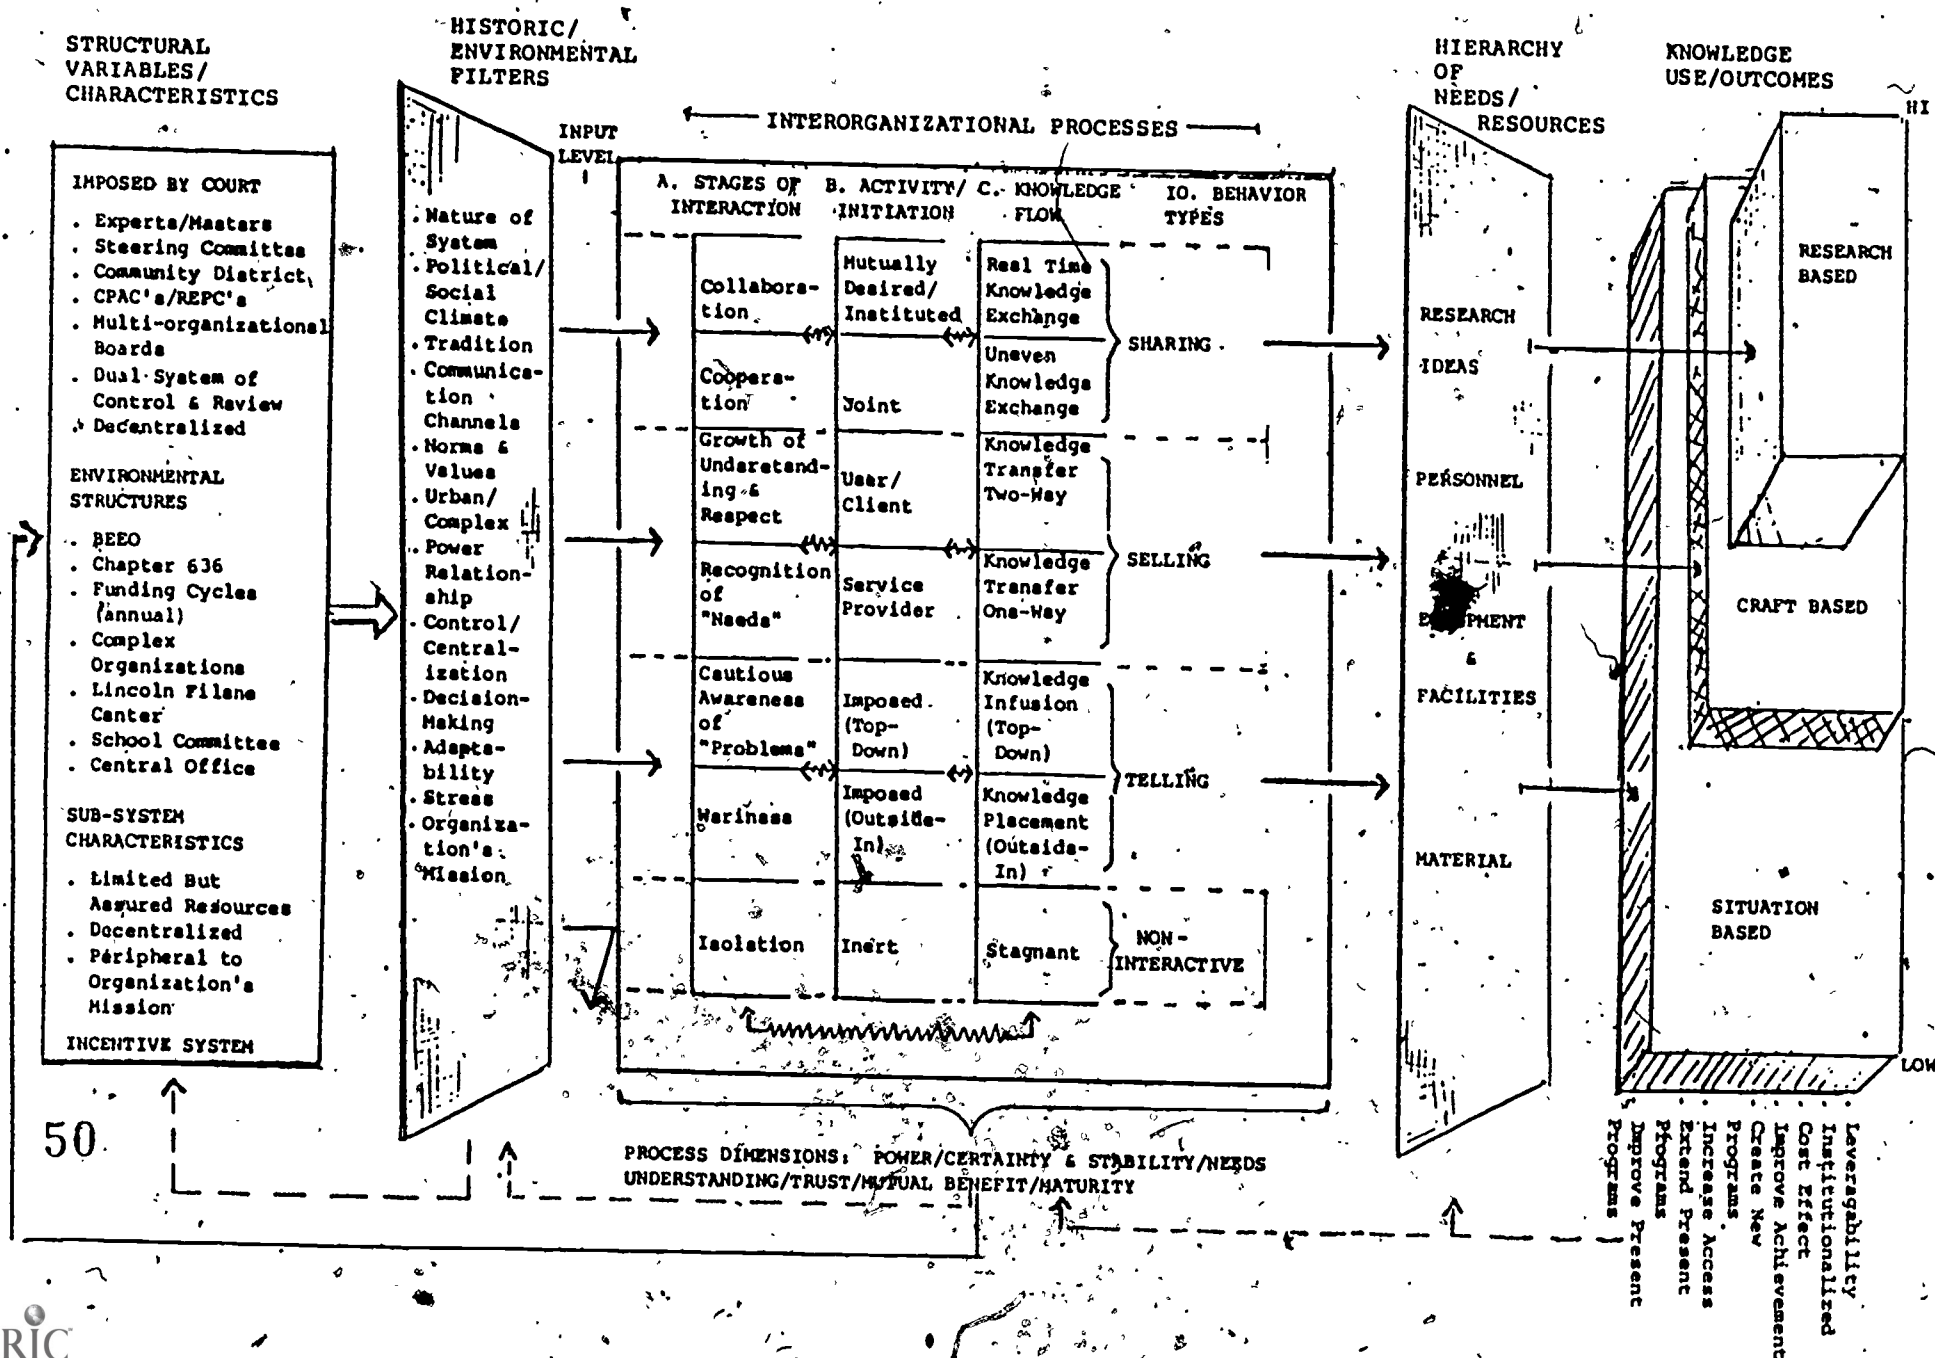 STRUCTURAL
VARIABLES/
CHARACTERISTICS
IMPOSED BY COURT
. Experts/Masters
. Steering Committee
. Community District
. CPAC's/REPC's
. Multi-organizational
Boards
. Dual System of
Control & Review
. Decentralized
ENVIRONMENTAL
STRUCTURES
. BEEO
. Chapter 636
. Funding Cycles
(annual)
. Complex
Organizations
. Lincoln Filene
Center
. School Committee
. Central Office
SUB-SYSTEM
CHARACTERISTICS
. Limited But
Assured Resources
. Decentralized
. Peripheral to
Organization's
Mission
INCENTIVE SYSTEM
HISTORIC/
ENVIRONMENTAL
FILTERS
. Nature of
System
. Political/
Social
Climate
. Tradition
. Communica-
tion
Channels
. Norms &
Values
. Urban/
Complex
. Power
Relation-
ship
. Control/
Central-
ization
. Decision-
Making
. Adapta-
bility
. Stress
. Organiza-
tion's
Mission
INPUT
LEVEL
INTERORGANIZATIONAL PROCESSES
A. STAGES OF
INTERACTION
B. ACTIVITY/
INITIATION
C. KNOWLEDGE
FLOW
IO. BEHAVIOR
TYPES
Collabora-
tion
Mutually
Desired/
Instituted
Real Time
Knowledge
Exchange
SHARING
Coopera-
tion
Joint
Uneven
Knowledge
Exchange
Growth of
Understand-
ing &
Respect
User/
Client
Knowledge
Transfer
Two-Way
SELLING
Recognition
of
"Needs"
Service
Provider
Knowledge
Transfer
One-Way
Cautious
Awareness
of
"Problems"
Imposed
(Top-
Down)
Knowledge
Infusion
(Top-
Down)
TELLING
Wariness
Imposed
(Outside-
In)
Knowledge
Placement
(Outside-
In)
Isolation
Inert
Stagnant
NON-
INTERACTIVE
PROCESS DIMENSIONS: POWER/CERTAINTY & STABILITY/NEEDS
UNDERSTANDING/TRUST/MUTUAL BENEFIT/MATURITY
HIERARCHY
OF
NEEDS/
RESOURCES
RESEARCH
IDEAS
PERSONNEL
&
FACILITIES
MATERIAL
KNOWLEDGE
USE/OUTCOMES
HI
RESEARCH
BASED
CRAFT BASED
SITUATION
BASED
LOW
. Leveragability
. Institutionalized
. Cost Effect
. Improve Achievement
. Create New
Programs
. Increase Access
. Extend Present
Programs
. Improve Present
Programs
50
RIC